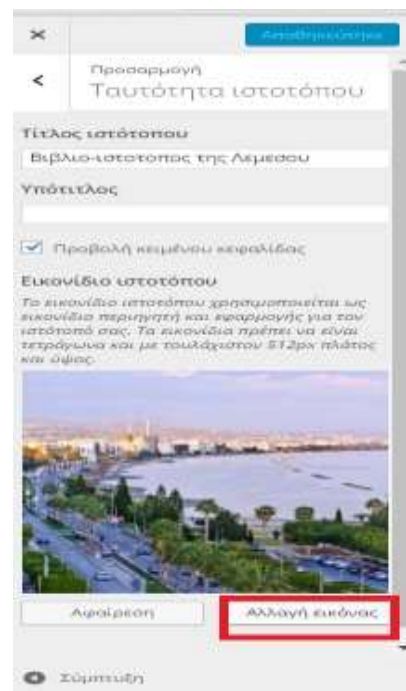 Αποθηκεύτηκε
Προσαρμογή
Ταυτότητα ιστοτόπου
Τίτλος ιστότοπου
Βιβλιο-ιστοτοπος της Λεμεσου
Υπότιτλος
Προβολή κειμένου κεφαλίδας
Εικονίδιο ιστοτόπου
Το εικονίδιο ιστοτόπου χρησιμοποιείται ως
εικονίδιο περιηγητή και εφαρμογής για τον
ιστότοπό σας. Τα εικονίδια πρέπει να είναι
τετράγωνα και με τουλάχιστον 512px πλάτος
και ύψος.
Αφαίρεση
Αλλαγή εικόνας
Σύμπτυξη